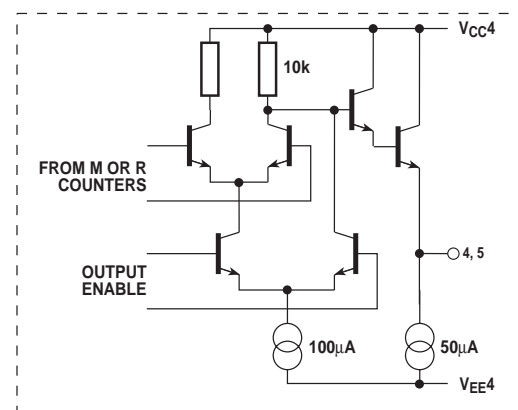 VCC4
10k
FROM M OR R
COUNTERS
4, 5
OUTPUT
ENABLE
100µA
50µA
VEE4